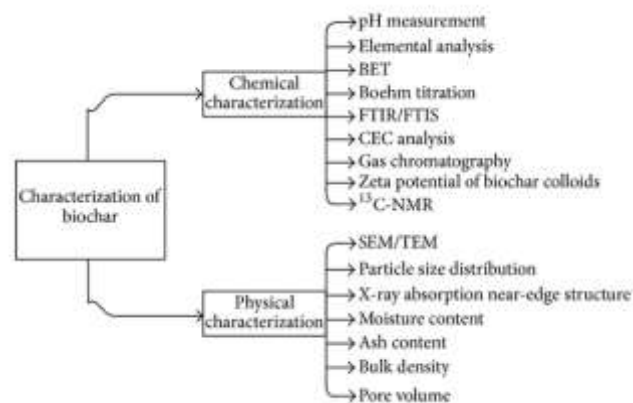 Characterization of
biochar
Chemical
characterization
pH measurement
Elemental analysis
BET
Boehm titration
FTIR/FTIS
CEC analysis
Gas chromatography
Zeta potential of biochar colloids
¹³C-NMR
Physical
characterization
SEM/TEM
Particle size distribution
X-ray absorption near-edge structure
Moisture content
Ash content
Bulk density
Pore volume